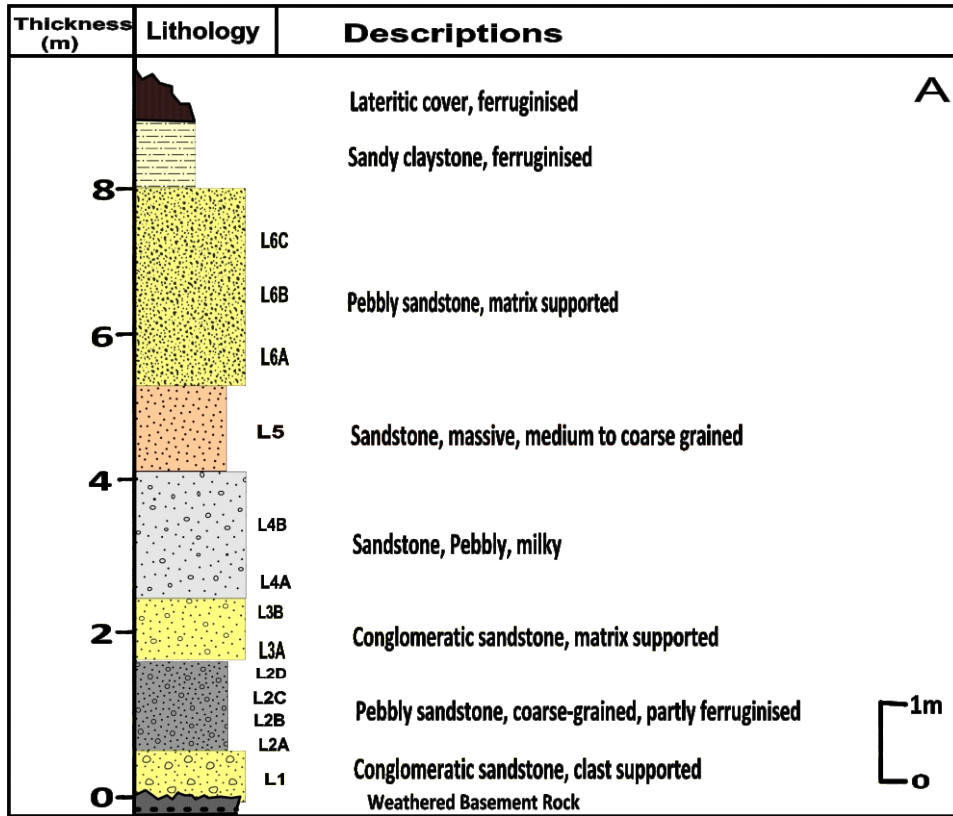 Thickness (m) Lithology Descriptions
A
Lateritic cover, ferruginised
Sandy claystone, ferruginised
8
L6C
L6B Pebbly sandstone, matrix supported
6
L6A
L5 Sandstone, massive, medium to coarse grained
4
L4B
Sandstone, Pebbly, milky
L4A
L3B
2 Conglomeratic sandstone, matrix supported
L3A
L2D
L2C 1m
L2B Pebbly sandstone, coarse-grained, partly ferruginised
L2A
L1 Conglomeratic sandstone, clast supported
0 Weathered Basement Rock 0